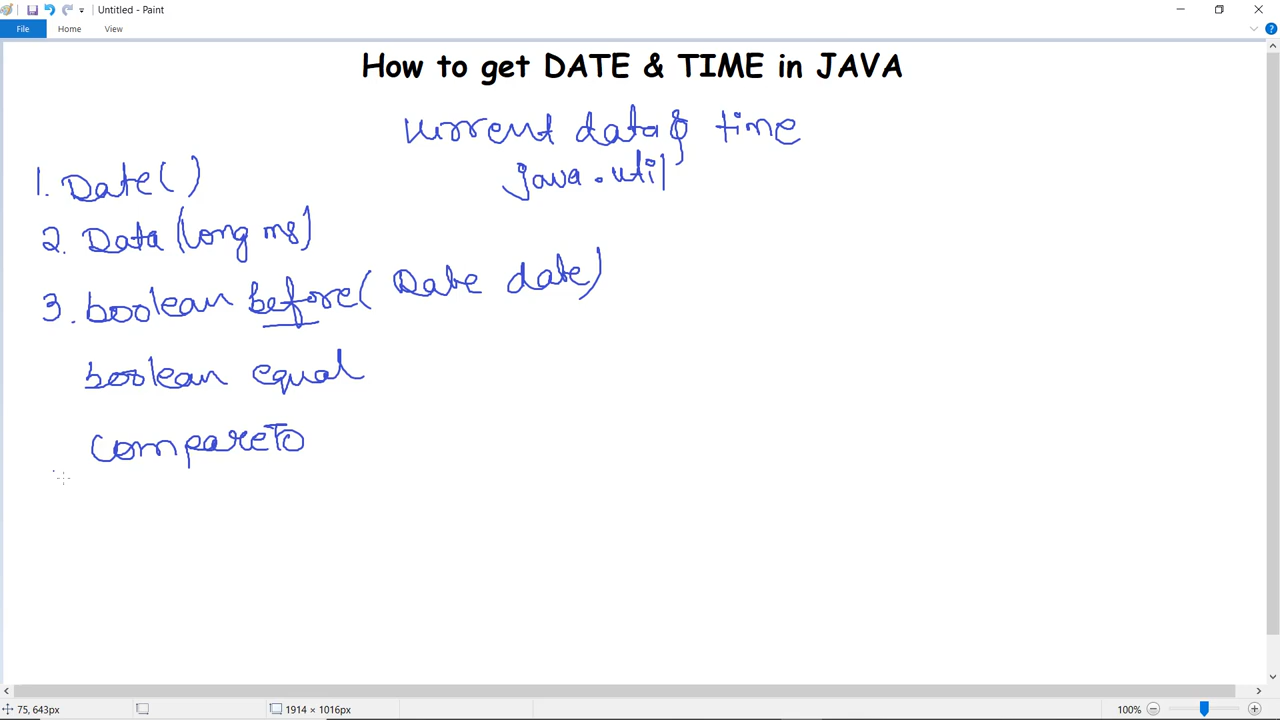 Untitled - Paint
File Home View
How to get DATE & TIME in JAVA
current data & time
java.util
1. Date()
2. Data (long ms)
3. boolean before( Date date)
boolean equal
compareTo
75, 643px
1914 × 1016px
100%